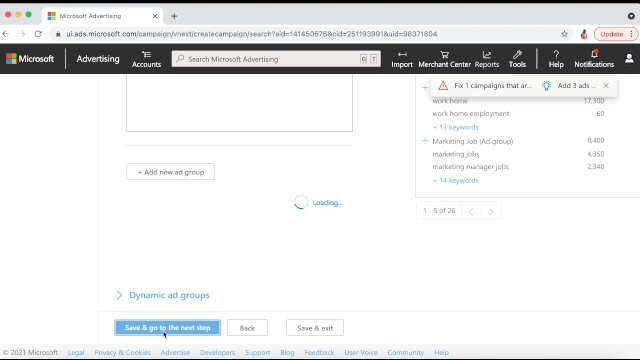 Microsoft Advertising
ui.ads.microsoft.com/campaign/vnext/createcampaign/search?aid=141450676&cid=251193991&uid=98371804
Update
Microsoft
Advertising
Accounts
Search Microsoft Advertising
G T
Import
Merchant Center
Reports
Tools
Help
Notifications
Fix 1 campaigns that ar...
Add 3 ads ...
work home 17,300
work home employment 60
+ 13 keywords
Marketing Job (Ad group) 8,400
marketing jobs 4,350
marketing manager jobs 2,340
+ 14 keywords
+ Add new ad group
Loading..
1 - 5 of 26
Dynamic ad groups
Save & go to the next step
Back
Save & exit
© 2021 Microsoft Legal Privacy & Cookies Advertise Developers Support Blog Feedback User Voice Community Help